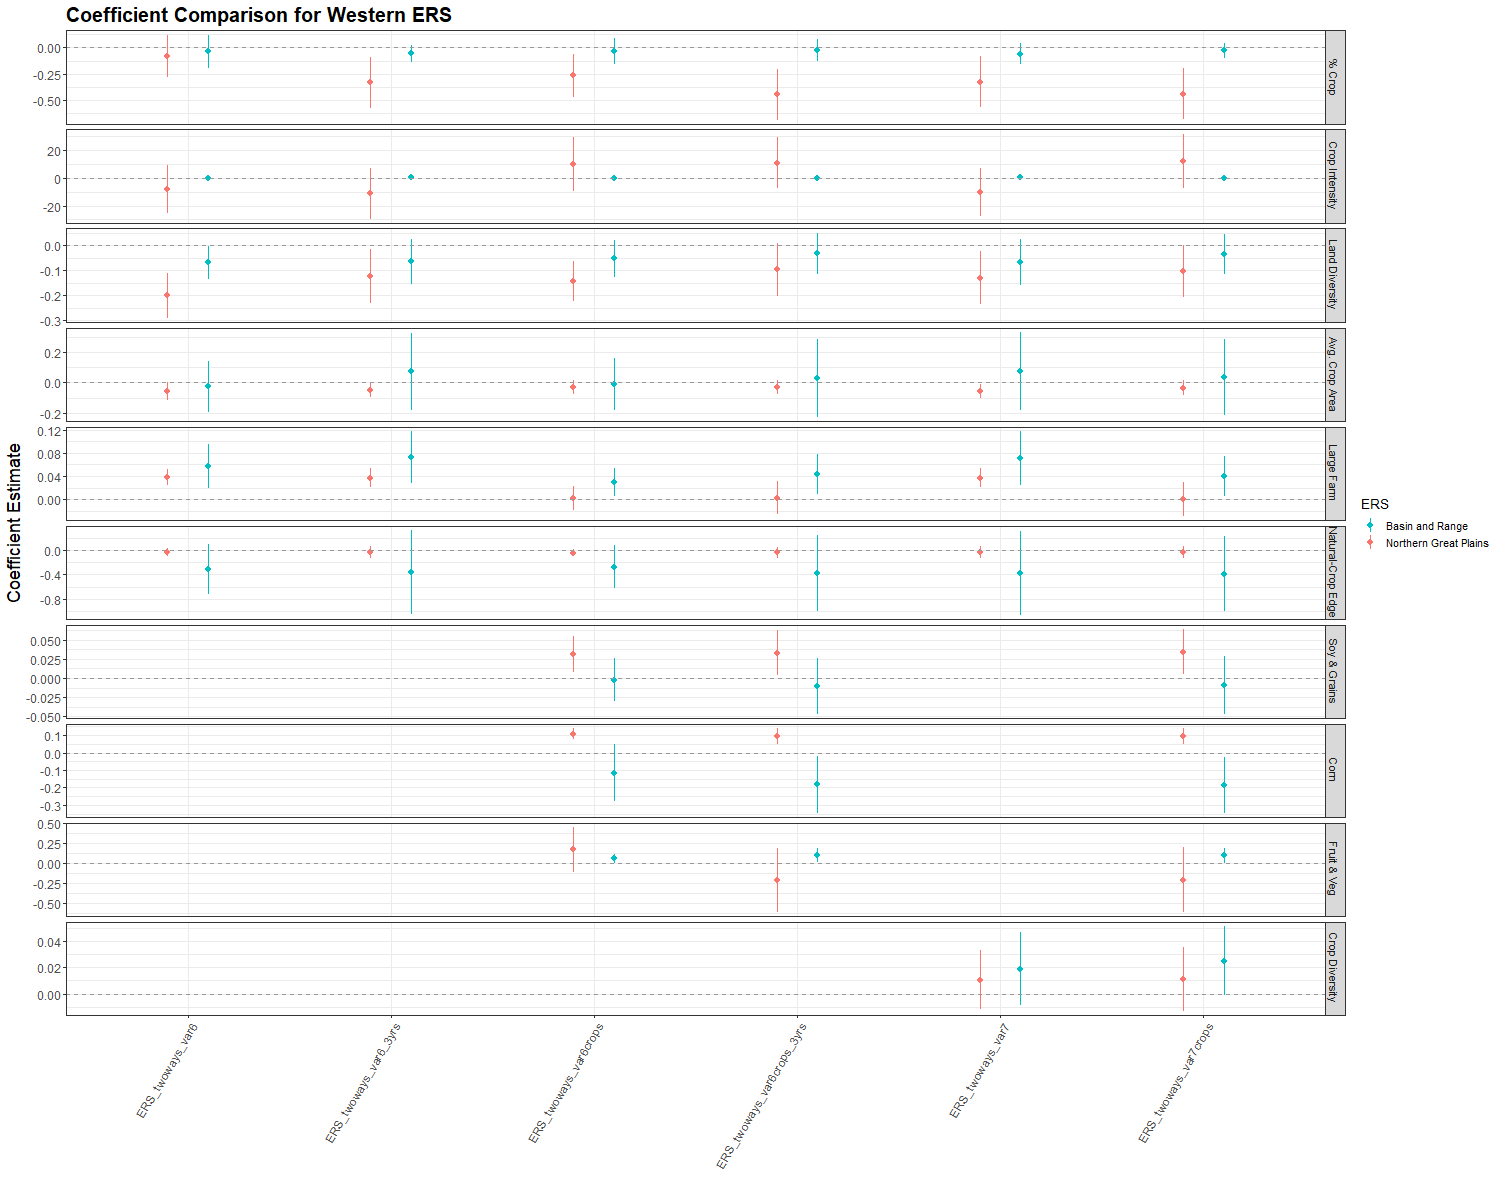 Coefficient Comparison for Western ERS
Coefficient Estimate
0.00
-0.25
-0.50
% Crop
20
0
-20
Crop Intensity
0.0
-0.1
-0.2
-0.3
Land Diversity
0.2
0.0
-0.2
Avg. Crop Area
0.12
0.08
0.04
0.00
Large Farm
0.0
-0.4
-0.8
Natural-Crop Edge
0.050
0.025
0.000
-0.025
-0.050
Soy & Grains
0.1
0.0
-0.1
-0.2
-0.3
Corn
0.50
0.25
0.00
-0.25
-0.50
Fruit & Veg
0.04
0.02
0.00
Crop Diversity
ERS_twoways_var6
ERS_twoways_var6_3yrs
ERS_twoways_var6crops
ERS_twoways_var6crops_3yrs
ERS_twoways_var7
ERS_twoways_var7crops
ERS
Basin and Range
Northern Great Plains